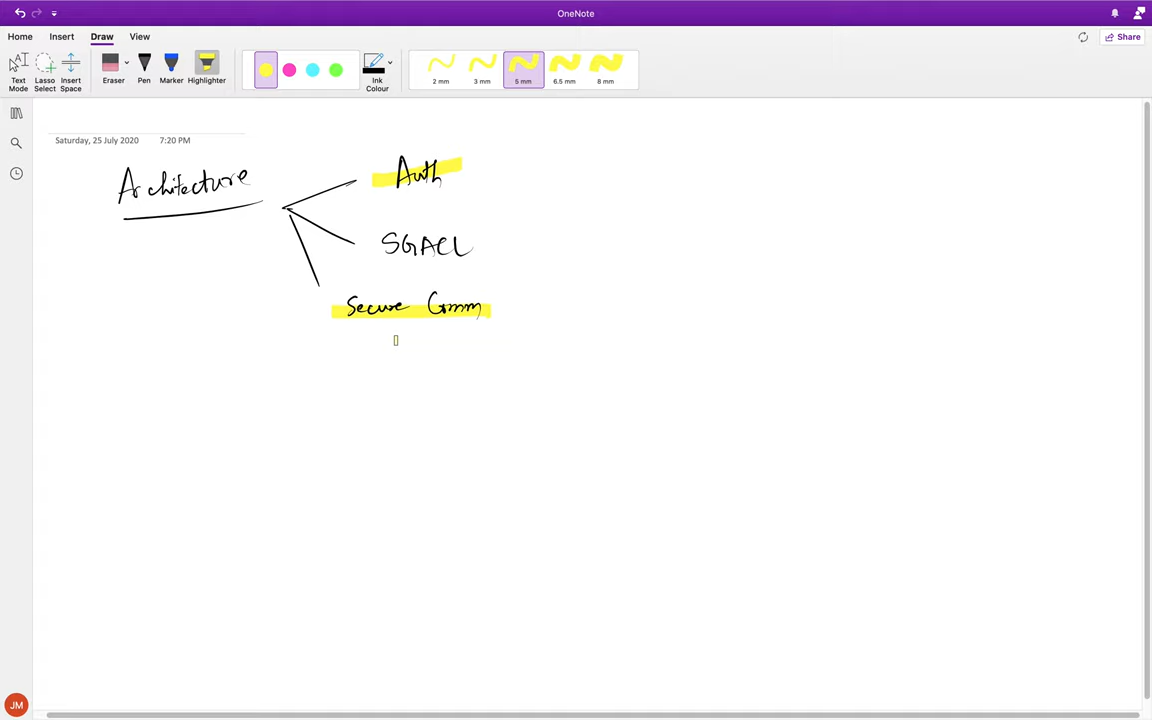 OneNote
Home Insert Draw View
Share
Text Mode
Lasso Select
Insert Space
Eraser
Pen
Marker
Highlighter
Ink Colour
2 mm
3 mm
5 mm
6.5 mm
8 mm
Saturday, 25 July 2020 7:20 PM
Architecture
Auth
SGACL
Secure Comm
JM